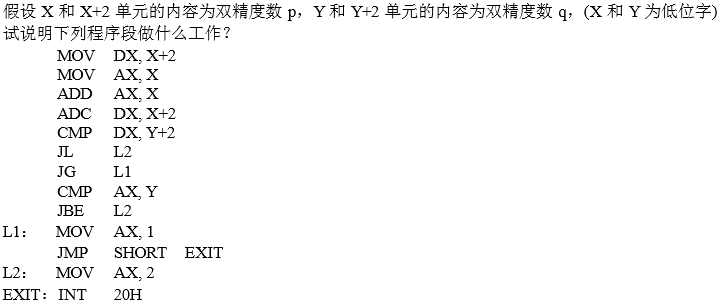 假设 X 和 X+2 单元的内容为双精度数 p，Y 和 Y+2 单元的内容为双精度数 q，(X 和 Y 为低位字)
试说明下列程序段做什么工作？
MOV DX, X+2
MOV AX, X
ADD AX, X
ADC DX, X+2
CMP DX, Y+2
JL L2
JG L1
CMP AX, Y
JBE L2
L1： MOV AX, 1
JMP SHORT EXIT
L2： MOV AX, 2
EXIT：INT 20H